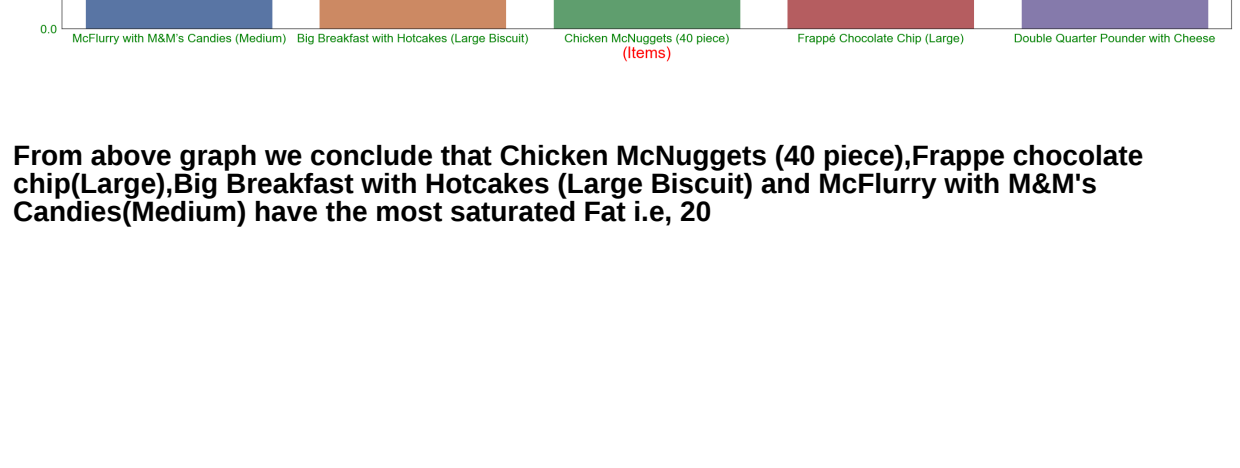 0.0
McFlurry with M&M's Candies (Medium) Big Breakfast with Hotcakes (Large Biscuit) Chicken McNuggets (40 piece) Frappé Chocolate Chip (Large) Double Quarter Pounder with Cheese
(Items)
From above graph we conclude that Chicken McNuggets (40 piece),Frappe chocolate
chip(Large),Big Breakfast with Hotcakes (Large Biscuit) and McFlurry with M&M's
Candies(Medium) have the most saturated Fat i.e, 20